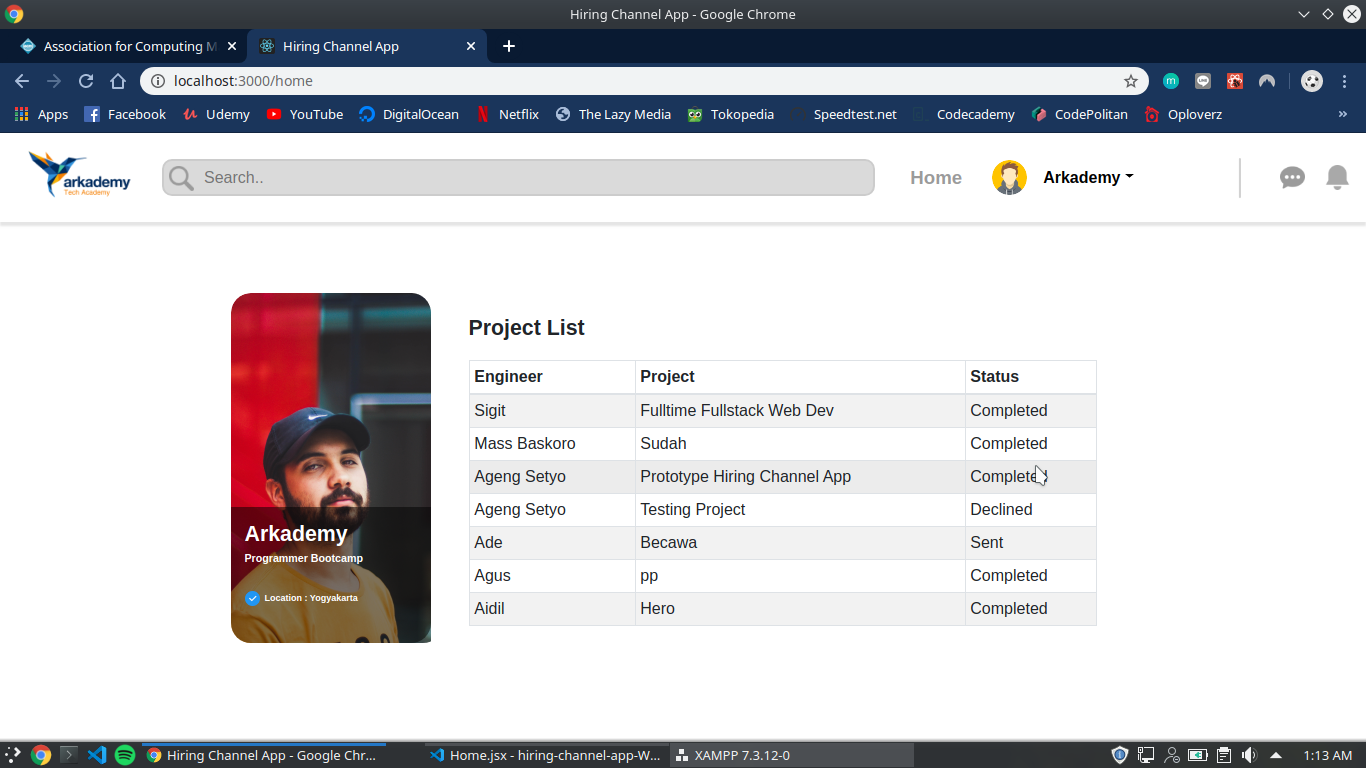 Hiring Channel App - Google Chrome
Association for Computing M
Hiring Channel App
localhost:3000/home
Apps Facebook Udemy YouTube DigitalOcean Netflix The Lazy Media Tokopedia Speedtest.net Codecademy CodePolitan Oploverz »
arkademy
Tech Academy
Search..
Home
Arkademy
Project List
Engineer Project Status
Sigit Fulltime Fullstack Web Dev Completed
Mass Baskoro Sudah Completed
Ageng Setyo Prototype Hiring Channel App Completed
Ageng Setyo Testing Project Declined
Ade Becawa Sent
Agus pp Completed
Aidil Hero Completed
Arkademy
Programmer Bootcamp
Location : Yogyakarta
Hiring Channel App - Google Chr...
Home.jsx - hiring-channel-app-W...
XAMPP 7.3.12-0
1:13 AM